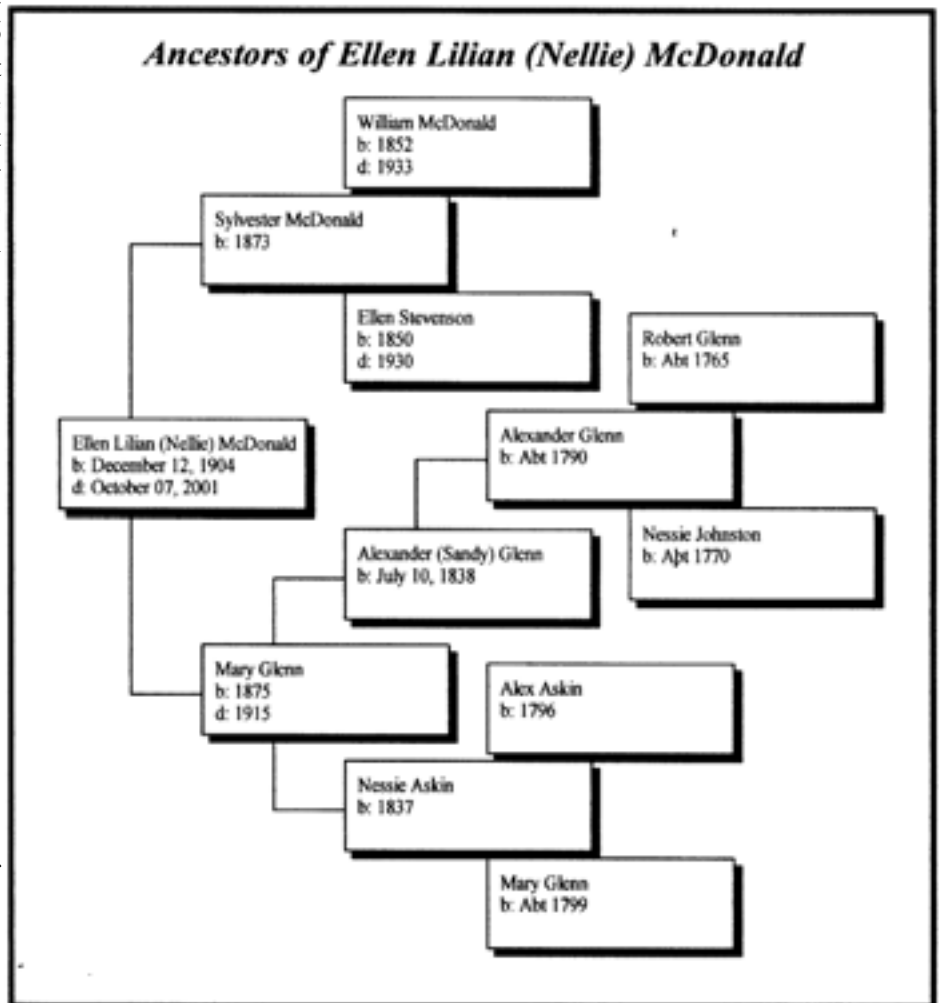 Ancestors of Ellen Lilian (Nellie) McDonald
William McDonald
b: 1852
d: 1933
Sylvester McDonald
b: 1873
Ellen Stevenson
b: 1850
d: 1930
Robert Glenn
b: Abt 1765
Alexander Glenn
b: Abt 1790
Ellen Lilian (Nellie) McDonald
b: December 12, 1904
d: October 07, 2001
Nessie Johnston
b: Abt 1770
Alexander (Sandy) Glenn
b: July 10, 1838
Mary Glenn
b: 1875
d: 1915
Alex Askin
b: 1796
Nessie Askin
b: 1837
Mary Glenn
b: Abt 1799